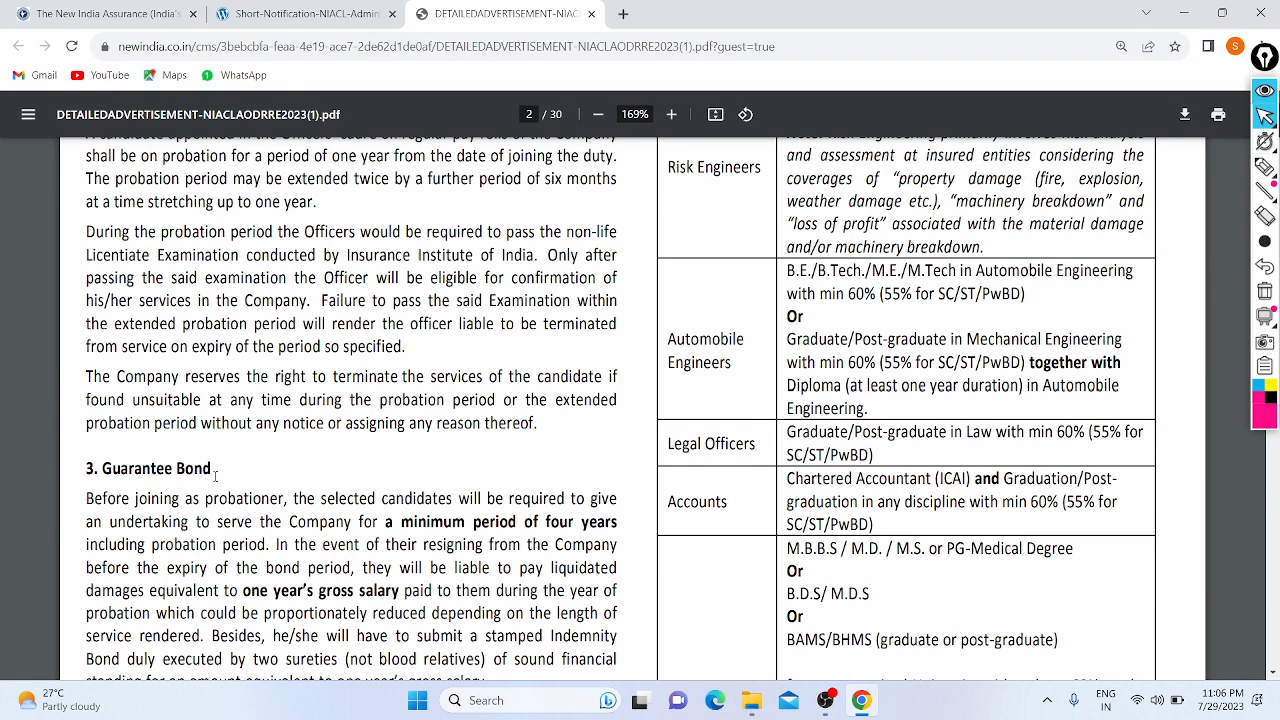 The New India Assurance (India's
Short-Notification-NIACL-Admin
DETAILEDADVERTISEMENT-NIACL
newindia.co.in/cms/3bebcbfa-feaa-4e19-ace7-2de62d1de0af/DETAILEDADVERTISEMENT-NIACLAODRRE2023(1).pdf?guest=true
S
Gmail
YouTube
Maps
WhatsApp
DETAILEDADVERTISEMENT-NIACLAODRRE2023(1).pdf
2 / 30
169%
shall be on probation for a period of one year from the date of joining the duty.
The probation period may be extended twice by a further period of six months
at a time stretching up to one year.
During the probation period the Officers would be required to pass the non-life
Licentiate Examination conducted by Insurance Institute of India. Only after
passing the said examination the Officer will be eligible for confirmation of
his/her services in the Company. Failure to pass the said Examination within
the extended probation period will render the officer liable to be terminated
from service on expiry of the period so specified.
The Company reserves the right to terminate the services of the candidate if
found unsuitable at any time during the probation period or the extended
probation period without any notice or assigning any reason thereof.
3. Guarantee Bond
Before joining as probationer, the selected candidates will be required to give
an undertaking to serve the Company for a minimum period of four years
including probation period. In the event of their resigning from the Company
before the expiry of the bond period, they will be liable to pay liquidated
damages equivalent to one year's gross salary paid to them during the year of
probation which could be proportionately reduced depending on the length of
service rendered. Besides, he/she will have to submit a stamped Indemnity
Bond duly executed by two sureties (not blood relatives) of sound financial
Risk Engineers
and assessment at insured entities considering the
coverages of “property damage (fire, explosion,
weather damage etc.), “machinery breakdown” and
“loss of profit” associated with the material damage
and/or machinery breakdown.
Automobile
Engineers
B.E./B.Tech./M.E./M.Tech in Automobile Engineering
with min 60% (55% for SC/ST/PwBD)
Or
Graduate/Post-graduate in Mechanical Engineering
with min 60% (55% for SC/ST/PwBD) together with
Diploma (at least one year duration) in Automobile
Engineering.
Legal Officers
Graduate/Post-graduate in Law with min 60% (55% for
SC/ST/PwBD)
Accounts
Chartered Accountant (ICAI) and Graduation/Post-
graduation in any discipline with min 60% (55% for
SC/ST/PwBD)
M.B.B.S / M.D. / M.S. or PG-Medical Degree
Or
B.D.S/ M.D.S
Or
BAMS/BHMS (graduate or post-graduate)
27°C
Partly cloudy
Search
ENG
IN
11:06 PM
7/29/2023